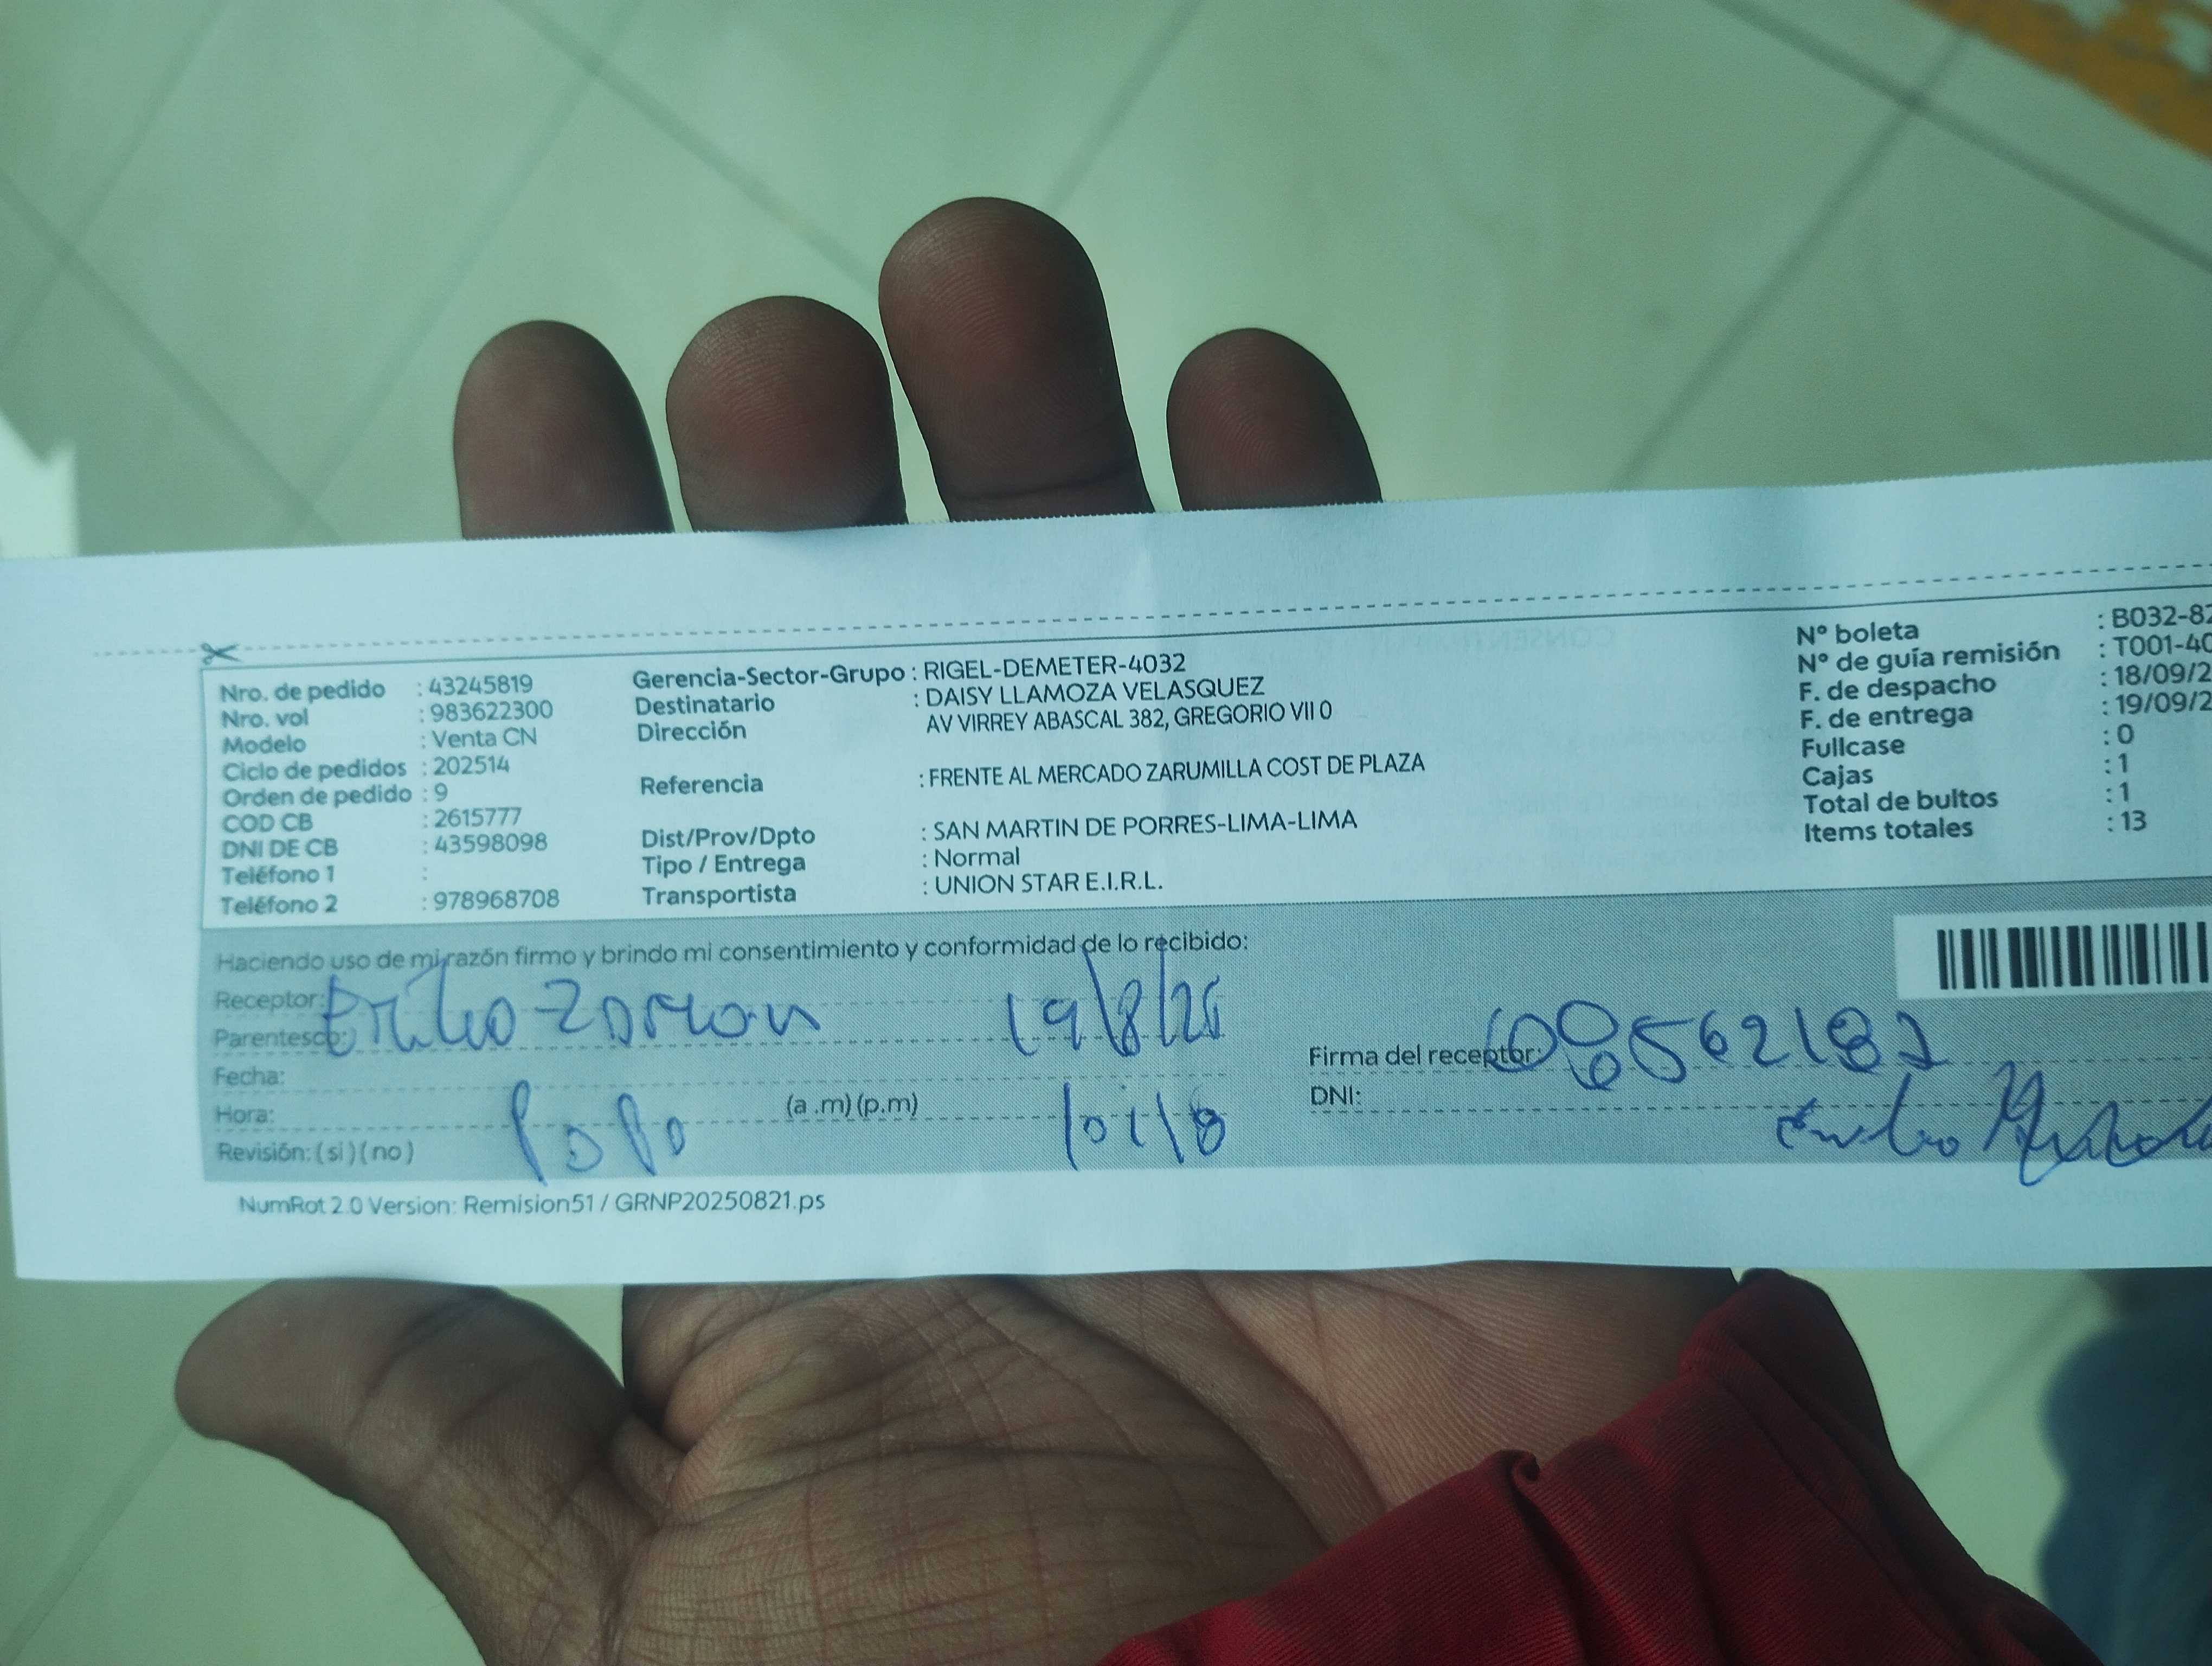 Nro. de pedido : 43245819
Nro. vol : 983622300
Modelo : Venta CN
Ciclo de pedidos : 202514
Orden de pedido : 9
COD CB : 2615777
DNI DE CB : 43598098
Teléfono 1 :
Teléfono 2 : 978968708
Gerencia-Sector-Grupo : RIGEL-DEMETER-4032
Destinatario : DAISY LLAMOZA VELASQUEZ
Dirección AV VIRREY ABASCAL 382, GREGORIO VII 0
Referencia : FRENTE AL MERCADO ZARUMILLA COST DE PLAZA
Dist/Prov/Dpto : SAN MARTIN DE PORRES-LIMA-LIMA
Tipo / Entrega : Normal
Transportista : UNION STAR E.I.R.L.
Nº boleta : B032-82
Nº de guía remisión : T001-40
F. de despacho : 18/09/2
F. de entrega : 19/09/2
Fullcase : 0
Cajas : 1
Total de bultos : 1
Items totales : 13
Haciendo uso de mi razón firmo y brindo mi consentimiento y conformidad de lo recibido:
Receptor:
Parentesco:
Fecha:
Hora: (a .m) (p.m)
Revisión: ( si ) ( no )
Firma del receptor:
DNI:
NumRot 2.0 Version: Remision51 / GRNP20250821.ps